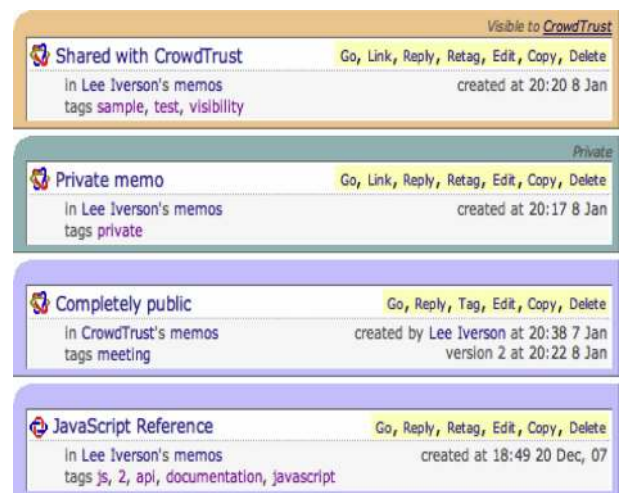 Visible to CrowdTrust
Shared with CrowdTrust Go, Link, Reply, Retag, Edit, Copy, Delete
in Lee Iverson's memos created at 20:20 8 Jan
tags sample, test, visibility
Private
Private memo Go, Link, Reply, Retag, Edit, Copy, Delete
in Lee Iverson's memos created at 20:17 8 Jan
tags private
Completely public Go, Reply, Tag, Edit, Copy, Delete
in CrowdTrust's memos created by Lee Iverson at 20:38 7 Jan
tags meeting version 2 at 20:22 8 Jan
JavaScript Reference Go, Reply, Retag, Edit, Copy, Delete
in Lee Iverson's memos created at 18:49 20 Dec, 07
tags js, 2, api, documentation, javascript